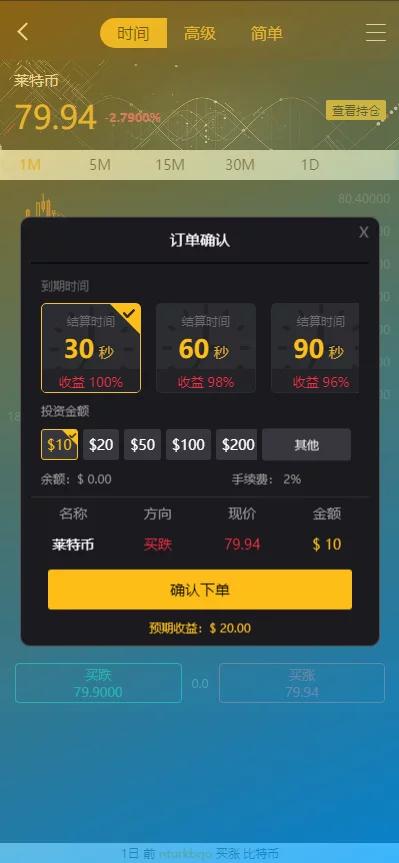 时间 高级 简单
莱特币
79.94 -2.7900%
查看持仓
1M 5M 15M 30M 1D
80.40000
订单确认 X
到期时间
结算时间 结算时间 结算时间
30 秒 60 秒 90 秒
收益 100% 收益 98% 收益 96%
投资金额
$10 $20 $50 $100 $200 其他
余额: $ 0.00 手续费: 2%
名称 方向 现价 金额
莱特币 买跌 79.94 $ 10
确认下单
预期收益: $ 20.00
买跌 买涨
79.9000 0.0 79.94
1日 前 nturkbqo 买涨 比特币